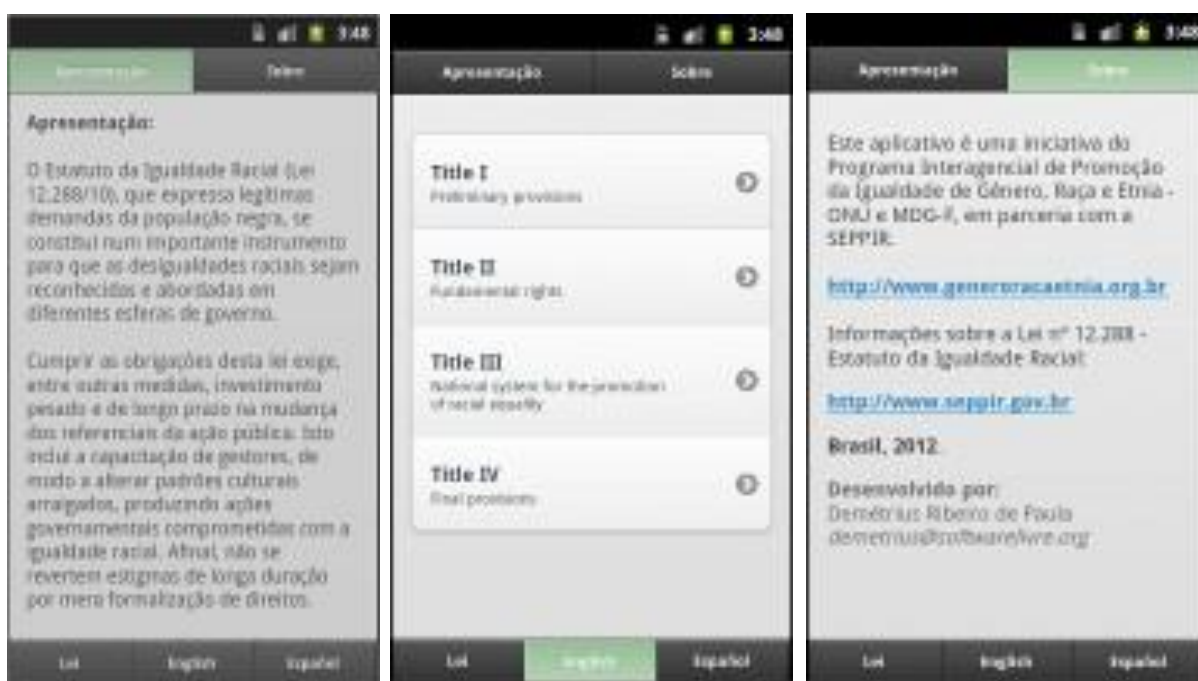 3:48
Apresentação
Sobre
Apresentação:
O Estatuto da Igualdade Racial (Lei
12.288/10), que expressa legítimas
demandas da população negra, se
constitui num importante instrumento
para que as desigualdades raciais sejam
reconhecidas e abordadas em
diferentes esferas de governo.
Cumprir as obrigações desta lei exige,
entre outras medidas, investimento
pesado e de longo prazo na mudança
dos referenciais da ação pública. Isto
inclui a capacitação de gestores, de
modo a alterar padrões culturais
arraigados, produzindo ações
governamentais comprometidas com a
igualdade racial. Afinal, não se
revertem estigmas de longa duração
por mera formalização de direitos.
Lei
English
Español
3:48
Apresentação
Sobre
Title I
Preliminary provisions
Title II
Fundamental rights
Title III
National system for the promotion
of racial equality
Title IV
Final provisions
Lei
English
Español
3:48
Apresentação
Sobre
Este aplicativo é uma iniciativa do
Programa Interagencial de Promoção
da Igualdade de Gênero, Raça e Etnia -
ONU e MDG-F, em parceria com a
SEPPIR.
http://www.generoracaetnia.org.br
Informações sobre a Lei nº 12.288 -
Estatuto da Igualdade Racial:
http://www.seppir.gov.br
Brasil, 2012.
Desenvolvido por:
Demétrius Ribeiro de Paula
demetrius@softwarelivre.org
Lei
English
Español